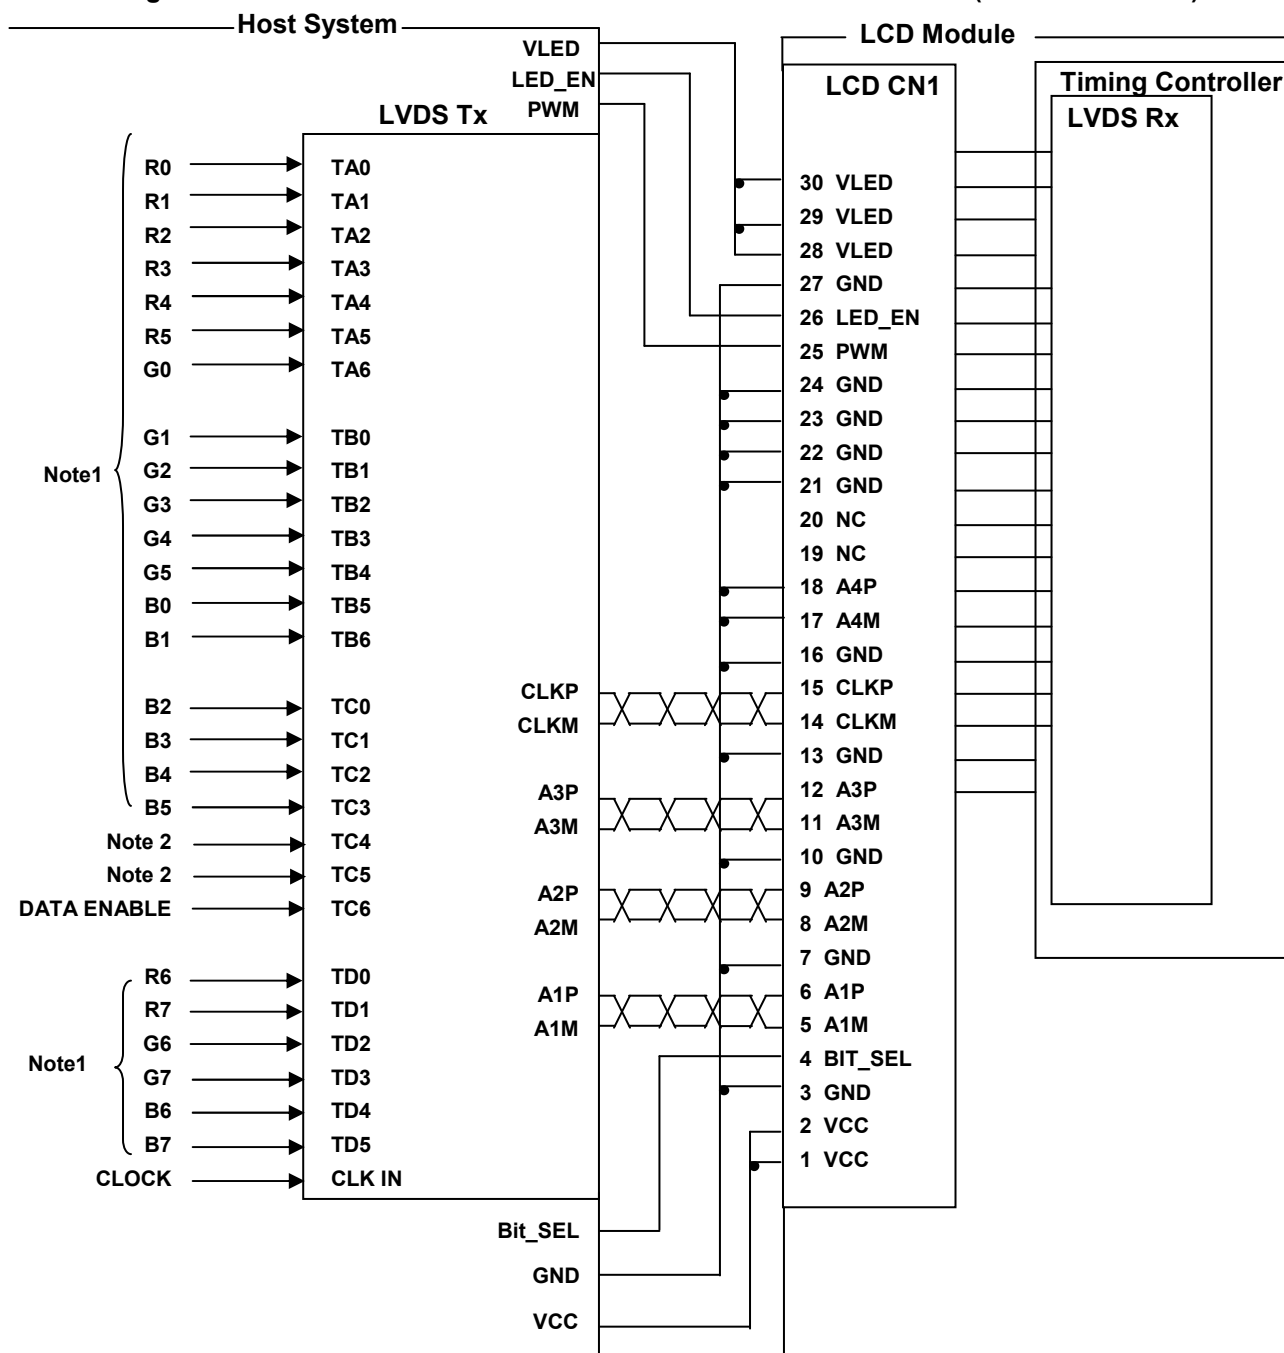 Host System
LCD Module
VLED
LED_EN
PWM
LVDS Tx
LCD CN1
Timing Controller
LVDS Rx
R0 TA0
R1 TA1
R2 TA2
R3 TA3
R4 TA4
R5 TA5
G0 TA6
G1 TB0
G2 TB1
Note1
G3 TB2
G4 TB3
G5 TB4
B0 TB5
B1 TB6
B2 TC0
B3 TC1
B4 TC2
B5 TC3
Note 2 TC4
Note 2 TC5
DATA ENABLE TC6
R6 TD0
R7 TD1
G6 TD2
Note1
G7 TD3
B6 TD4
B7 TD5
CLOCK CLK IN
CLKP
CLKM
A3P
A3M
A2P
A2M
A1P
A1M
Bit_SEL
GND
VCC
30 VLED
29 VLED
28 VLED
27 GND
26 LED_EN
25 PWM
24 GND
23 GND
22 GND
21 GND
20 NC
19 NC
18 A4P
17 A4M
16 GND
15 CLKP
14 CLKM
13 GND
12 A3P
11 A3M
10 GND
9 A2P
8 A2M
7 GND
6 A1P
5 A1M
4 BIT_SEL
3 GND
2 VCC
1 VCC